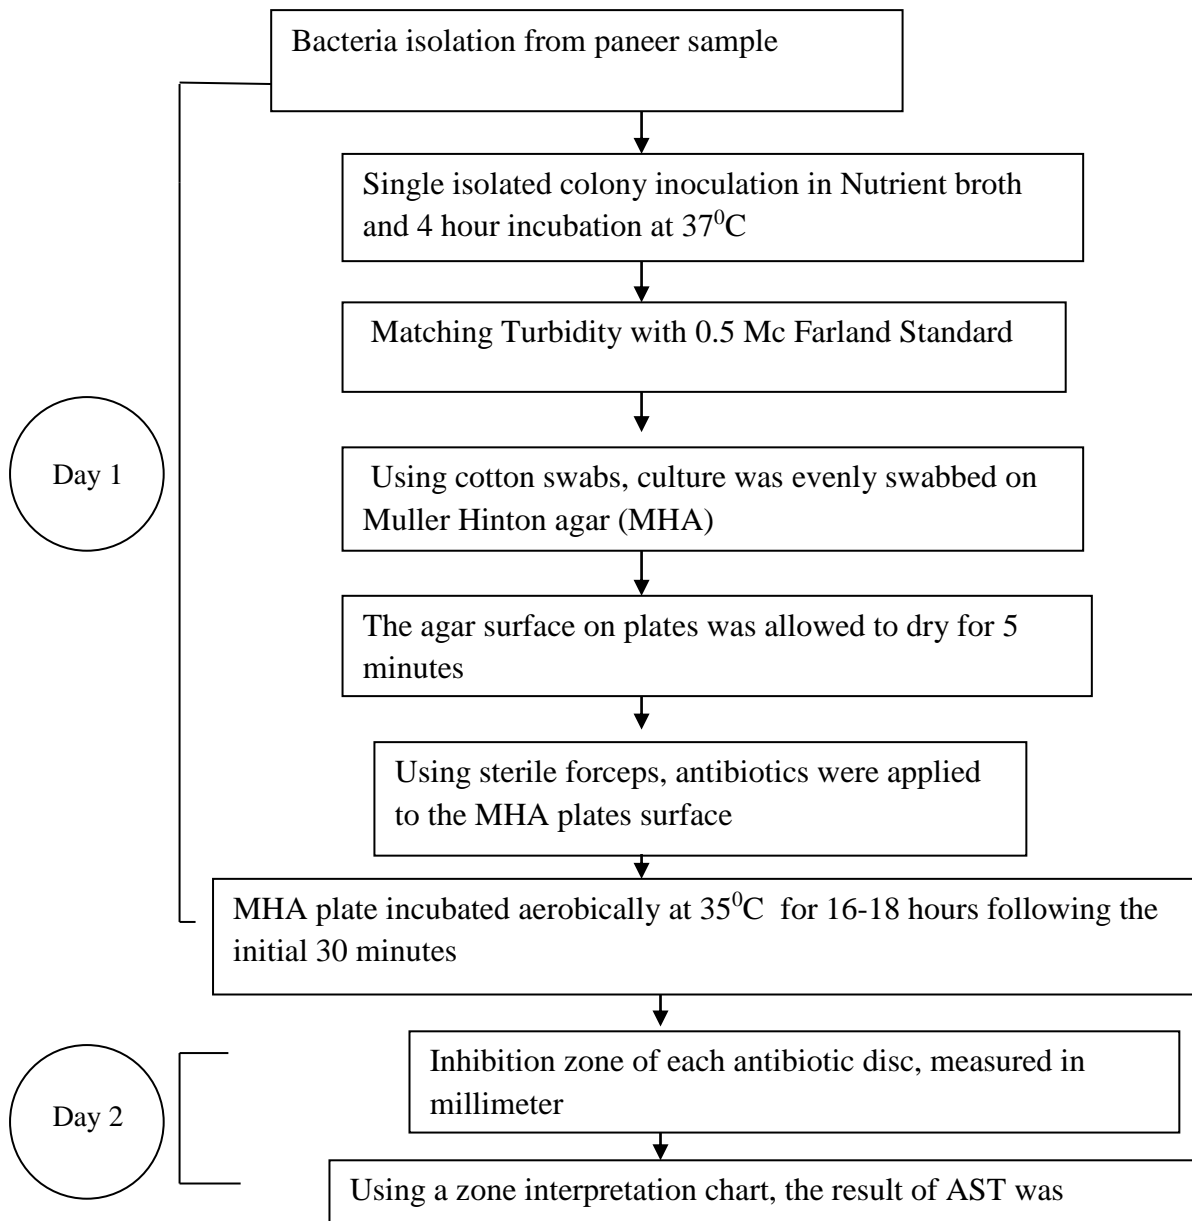 Bacteria isolation from paneer sample
Single isolated colony inoculation in Nutrient broth
and 4 hour incubation at 37⁰C
Matching Turbidity with 0.5 Mc Farland Standard
Day 1
Using cotton swabs, culture was evenly swabbed on
Muller Hinton agar (MHA)
The agar surface on plates was allowed to dry for 5
minutes
Using sterile forceps, antibiotics were applied
to the MHA plates surface
MHA plate incubated aerobically at 35⁰C for 16-18 hours following the
initial 30 minutes
Inhibition zone of each antibiotic disc, measured in
millimeter
Day 2
Using a zone interpretation chart, the result of AST was